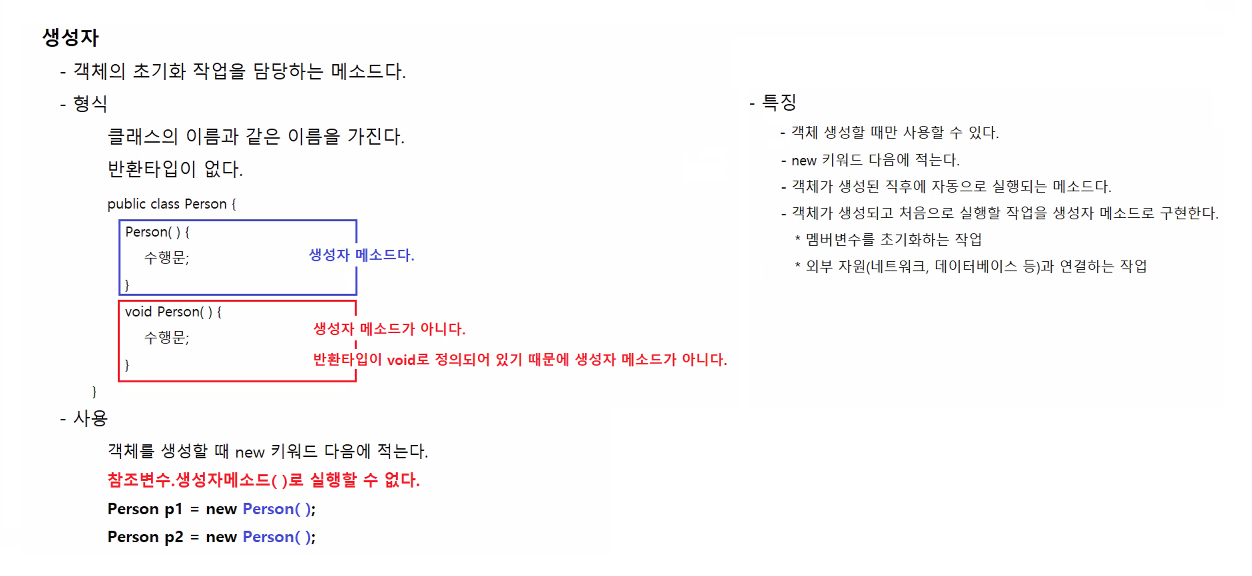 생성자
- 객체의 초기화 작업을 담당하는 메소드다.
- 형식
클래스의 이름과 같은 이름을 가진다.
반환타입이 없다.
public class Person {
Person( ) {
수행문;
생성자 메소드다.
}
void Person( ) {
수행문;
생성자 메소드가 아니다.
반환타입이 void로 정의되어 있기 때문에 생성자 메소드가 아니다.
}
}
- 사용
객체를 생성할 때 new 키워드 다음에 적는다.
참조변수.생성자메소드( )로 실행할 수 없다.
Person p1 = new Person( );
Person p2 = new Person( );
- 특징
- 객체 생성할 때만 사용할 수 있다.
- new 키워드 다음에 적는다.
- 객체가 생성된 직후에 자동으로 실행되는 메소드다.
- 객체가 생성되고 처음으로 실행할 작업을 생성자 메소드로 구현한다.
* 멤버변수를 초기화하는 작업
* 외부 자원(네트워크, 데이터베이스 등)과 연결하는 작업